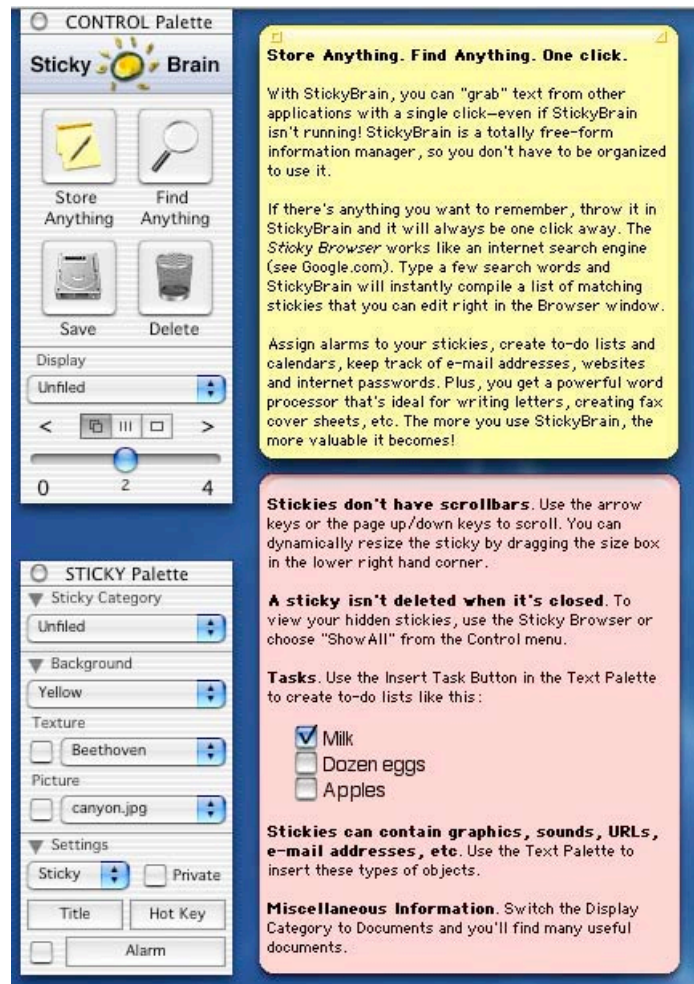 CONTROL Palette
Sticky Brain
Store Anything
Find Anything
Save
Delete
Display
Unfiled
< >
0 2 4
STICKY Palette
Sticky Category
Unfiled
Background
Yellow
Texture
Beethoven
Picture
canyon.jpg
Settings
Sticky
Private
Title
Hot Key
Alarm
Store Anything. Find Anything. One click.
With StickyBrain, you can "grab" text from other
applications with a single click—even if StickyBrain
isn't running! StickyBrain is a totally free-form
information manager, so you don't have to be organized
to use it.
If there's anything you want to remember, throw it in
StickyBrain and it will always be one click away. The
Sticky Browser works like an internet search engine
(see Google.com). Type a few search words and
StickyBrain will instantly compile a list of matching
stickies that you can edit right in the Browser window.
Assign alarms to your stickies, create to-do lists and
calendars, keep track of e-mail addresses, websites
and internet passwords. Plus, you get a powerful word
processor that's ideal for writing letters, creating fax
cover sheets, etc. The more you use StickyBrain, the
more valuable it becomes!
Stickies don't have scrollbars. Use the arrow
keys or the page up/down keys to scroll. You can
dynamically resize the sticky by dragging the size box
in the lower right hand corner.
A sticky isn't deleted when it's closed. To
view your hidden stickies, use the Sticky Browser or
choose "Show All" from the Control menu.
Tasks. Use the Insert Task Button in the Text Palette
to create to-do lists like this:
Milk
Dozen eggs
Apples
Stickies can contain graphics, sounds, URLs,
e-mail addresses, etc. Use the Text Palette to
insert these types of objects.
Miscellaneous Information. Switch the Display
Category to Documents and you'll find many useful
documents.